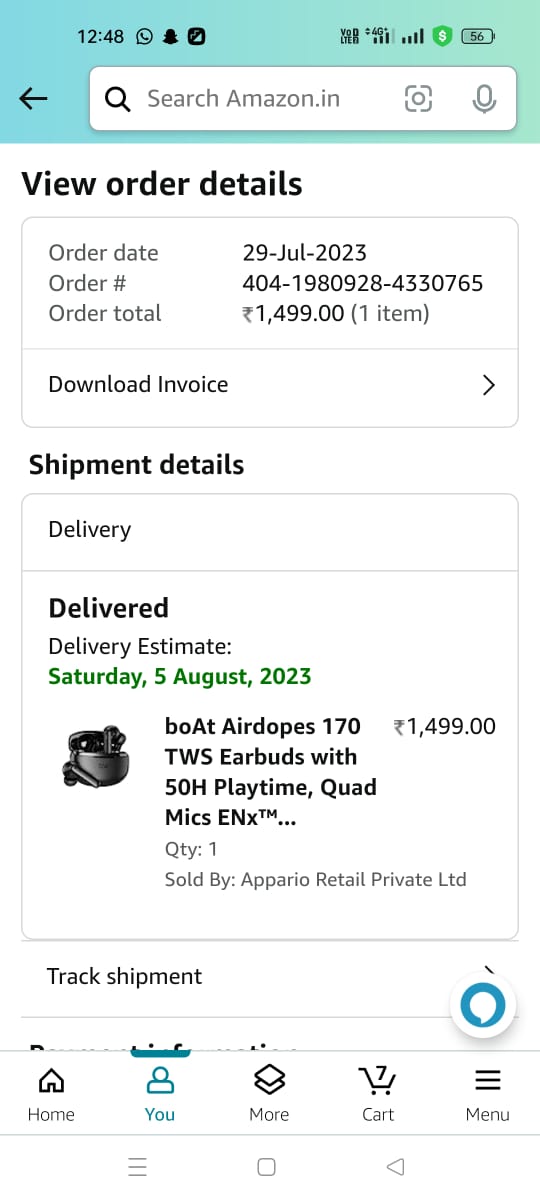 12:48
VoD LTED 4G+ 56
Search Amazon.in
View order details
Order date 29-Jul-2023
Order # 404-1980928-4330765
Order total ₹1,499.00 (1 item)
Download Invoice
Shipment details
Delivery
Delivered
Delivery Estimate:
Saturday, 5 August, 2023
boAt Airdopes 170 ₹1,499.00
TWS Earbuds with
50H Playtime, Quad
Mics ENx™...
Qty: 1
Sold By: Appario Retail Private Ltd
Track shipment
7
Home You More Cart Menu